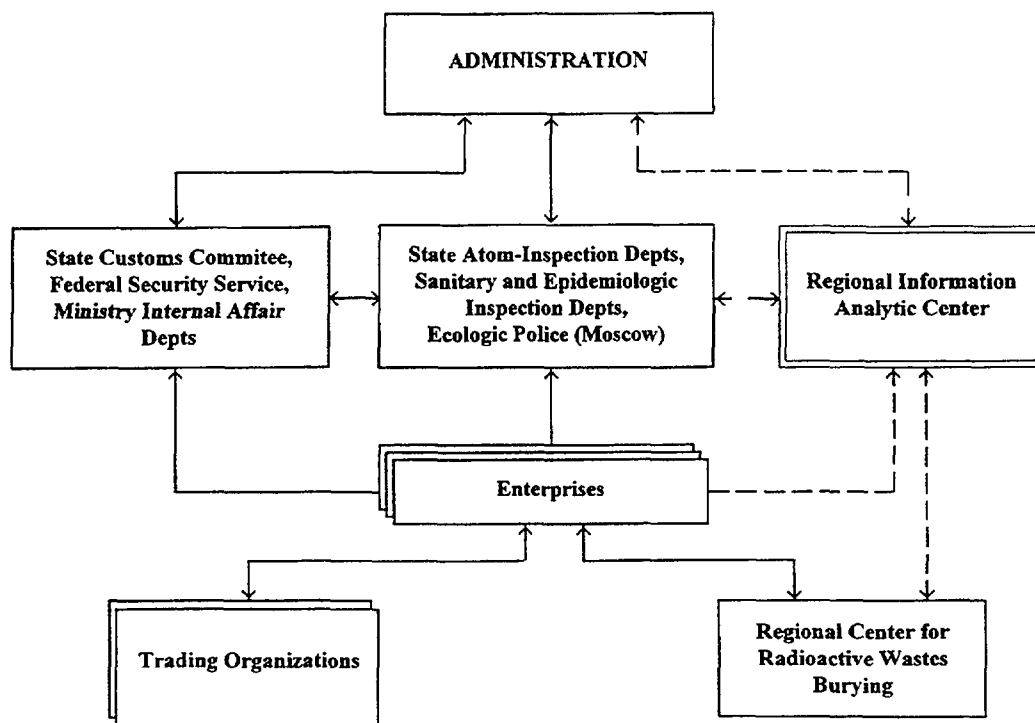 ADMINISTRATION
State Customs Commitee,
Federal Security Service,
Ministry Internal Affair
Depts
State Atom-Inspection Depts,
Sanitary and Epidemiologic
Inspection Depts,
Ecologic Police (Moscow)
Regional Information
Analytic Center
Enterprises
Trading Organizations
Regional Center for
Radioactive Wastes
Burying